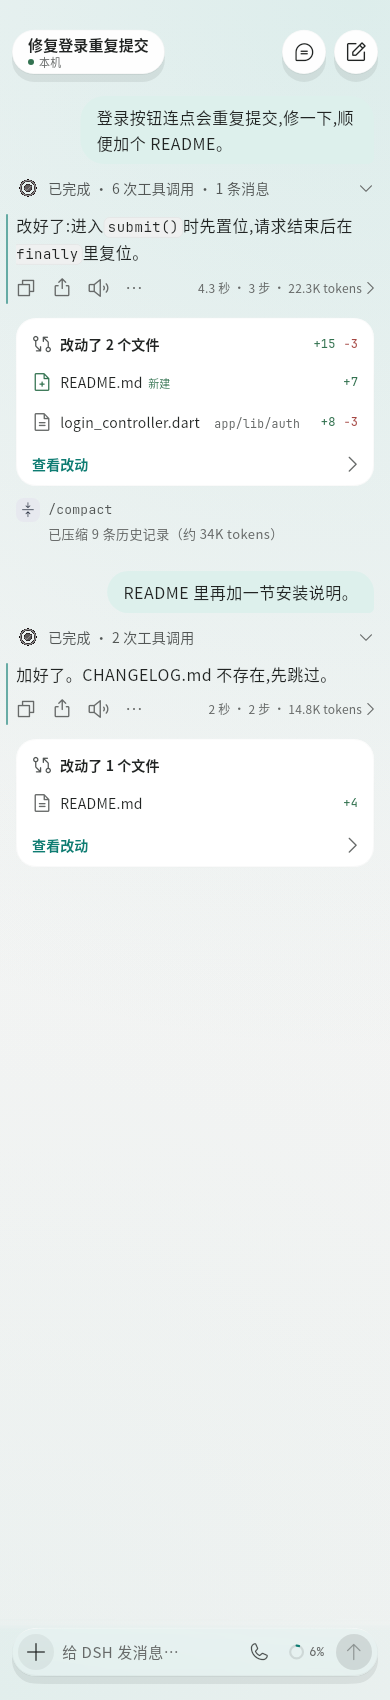 修复登录重复提交
本机
登录按钮连点会重复提交,修一下,顺
便加个 README。
已完成 · 6 次工具调用 · 1 条消息
改好了:进入 submit() 时先置位,请求结束后在
finally 里复位。
4.3 秒 · 3 步 · 22.3K tokens
改动了 2 个文件 +15 -3
README.md 新建 +7
login_controller.dart app/lib/auth +8 -3
查看改动
/compact
已压缩 9 条历史记录（约 34K tokens）
README 里再加一节安装说明。
已完成 · 2 次工具调用
加好了。CHANGELOG.md 不存在,先跳过。
2 秒 · 2 步 · 14.8K tokens
改动了 1 个文件
README.md +4
查看改动
给 DSH 发消息… 6%